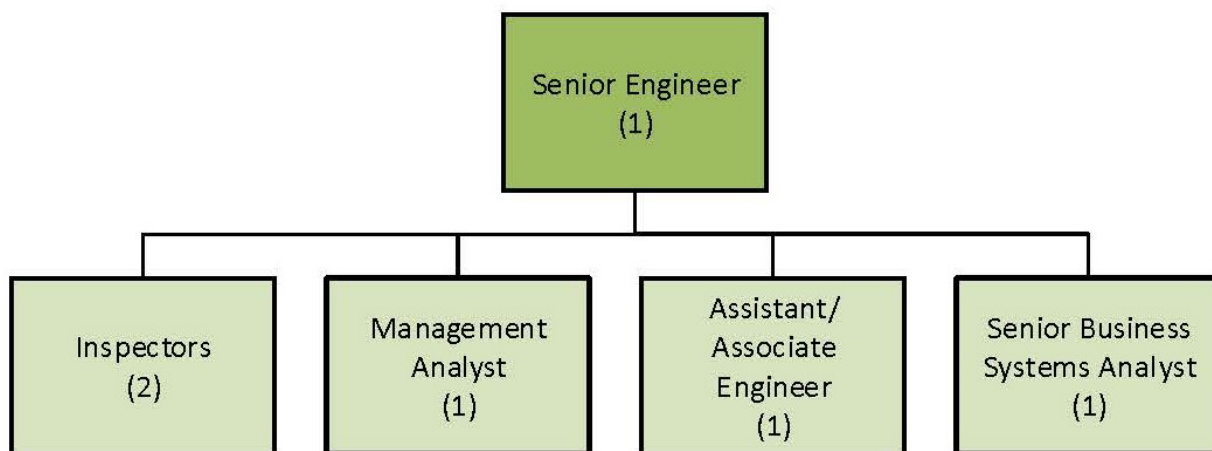 Senior Engineer
(1)
Inspectors
(2)
Management
Analyst
(1)
Assistant/
Associate
Engineer
(1)
Senior Business
Systems Analyst
(1)